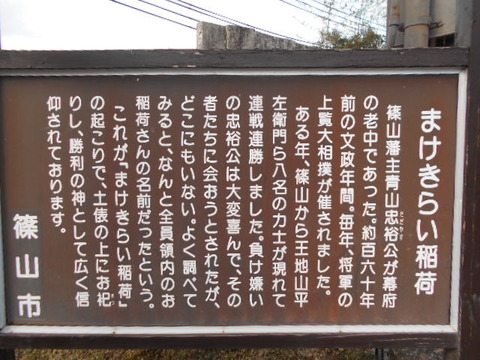 まけきらい稲荷
篠山藩主青山忠裕公が幕府
ただやす
の老中であった。約百六十年
前の文政年間。毎年、将軍の
上覧大相撲が催されました。
ある年、篠山から王地山平
左衛門ら八名の力士が現れて
連戦連勝しました。負け嫌い
の忠裕公は大変喜んで、その
者たちに会おうとされたが、
どこにもいない。よく調べて
みると、なんと全員領内のお
稲荷さんの名前だったという。
これが「まけきらい稲荷」
の起こりで、土俵の上にお祀
りし、勝利の神として広く信
仰されております。
篠山市